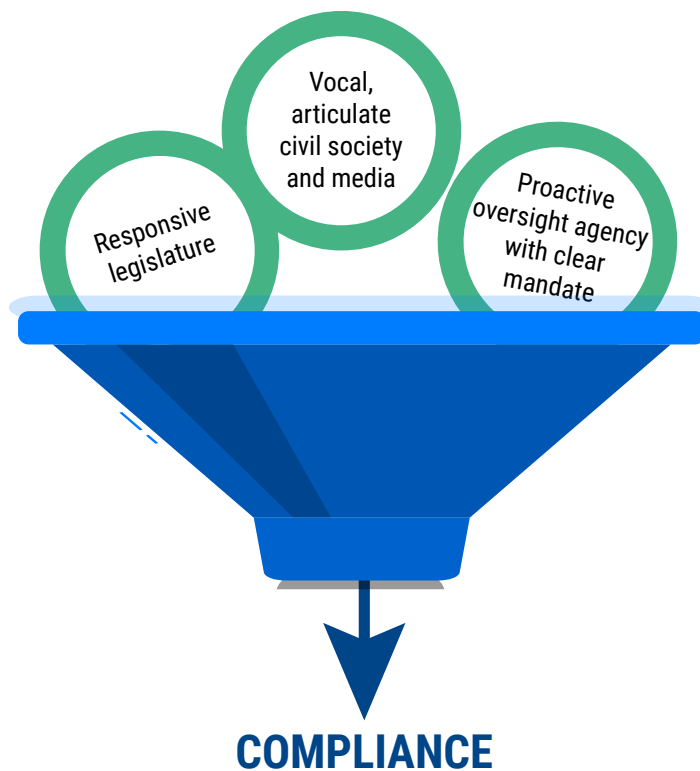 Vocal,
articulate
civil society
and media
Responsive
legislature
Proactive
oversight agency
with clear
mandate
COMPLIANCE